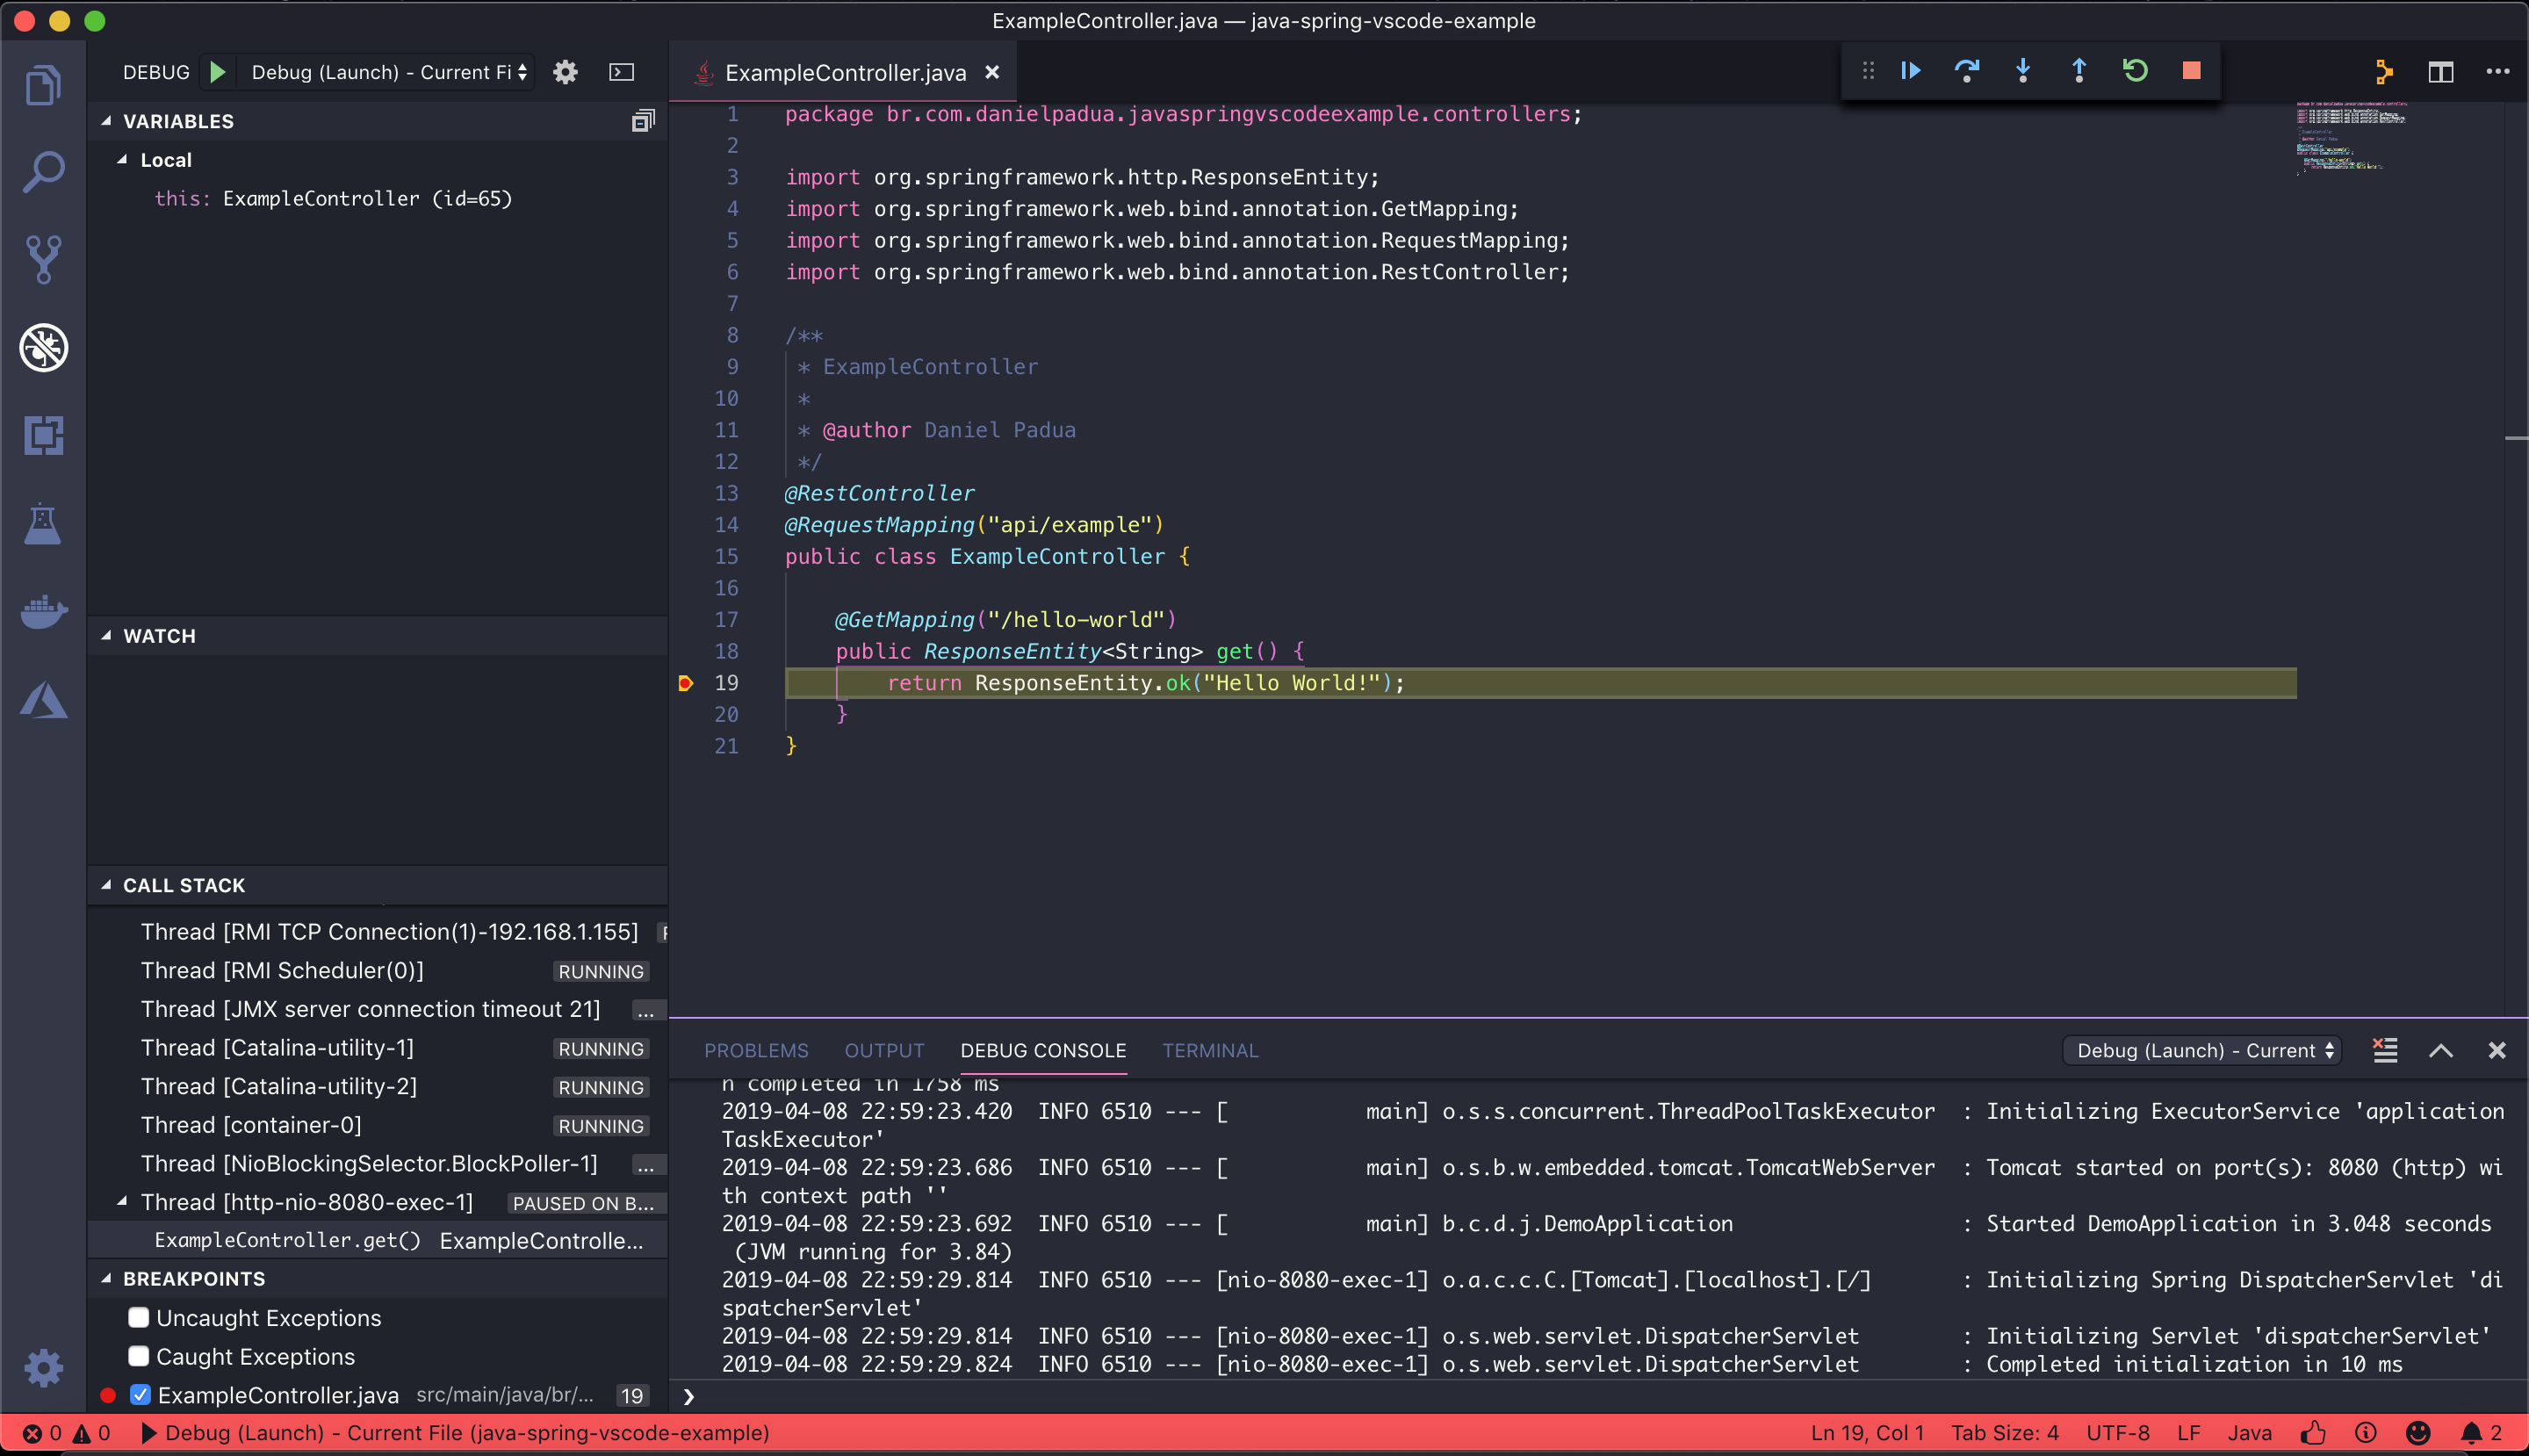 ExampleController.java — java-spring-vscode-example
DEBUG Debug (Launch) - Current Fi
VARIABLES
Local
this: ExampleController (id=65)
WATCH
CALL STACK
Thread [RMI TCP Connection(1)-192.168.1.155]
Thread [RMI Scheduler(0)] RUNNING
Thread [JMX server connection timeout 21] ...
Thread [Catalina-utility-1] RUNNING
Thread [Catalina-utility-2] RUNNING
Thread [container-0] RUNNING
Thread [NioBlockingSelector.BlockPoller-1] ...
Thread [http-nio-8080-exec-1] PAUSED ON B...
ExampleController.get() ExampleControlle...
BREAKPOINTS
Uncaught Exceptions
Caught Exceptions
ExampleController.java src/main/java/br/... 19
ExampleController.java
1 package br.com.danielpadua.javaspringvscodeexample.controllers;
2
3 import org.springframework.http.ResponseEntity;
4 import org.springframework.web.bind.annotation.GetMapping;
5 import org.springframework.web.bind.annotation.RequestMapping;
6 import org.springframework.web.bind.annotation.RestController;
7
8 /**
9 * ExampleController
10 *
11 * @author Daniel Padua
12 */
13 @RestController
14 @RequestMapping("api/example")
15 public class ExampleController {
16
17 @GetMapping("/hello-world")
18 public ResponseEntity<String> get() {
19 return ResponseEntity.ok("Hello World!");
20 }
21 }
PROBLEMS OUTPUT DEBUG CONSOLE TERMINAL Debug (Launch) - Current
n completed in 1758 ms
2019-04-08 22:59:23.420 INFO 6510 --- [ main] o.s.s.concurrent.ThreadPoolTaskExecutor : Initializing ExecutorService 'application
TaskExecutor'
2019-04-08 22:59:23.686 INFO 6510 --- [ main] o.s.b.w.embedded.tomcat.TomcatWebServer : Tomcat started on port(s): 8080 (http) wi
th context path ''
2019-04-08 22:59:23.692 INFO 6510 --- [ main] b.c.d.j.DemoApplication : Started DemoApplication in 3.048 seconds
(JVM running for 3.84)
2019-04-08 22:59:29.814 INFO 6510 --- [nio-8080-exec-1] o.a.c.c.C.[Tomcat].[localhost].[/] : Initializing Spring DispatcherServlet 'di
spatcherServlet'
2019-04-08 22:59:29.814 INFO 6510 --- [nio-8080-exec-1] o.s.web.servlet.DispatcherServlet : Initializing Servlet 'dispatcherServlet'
2019-04-08 22:59:29.824 INFO 6510 --- [nio-8080-exec-1] o.s.web.servlet.DispatcherServlet : Completed initialization in 10 ms
0 0 Debug (Launch) - Current File (java-spring-vscode-example) Ln 19, Col 1 Tab Size: 4 UTF-8 LF Java 2